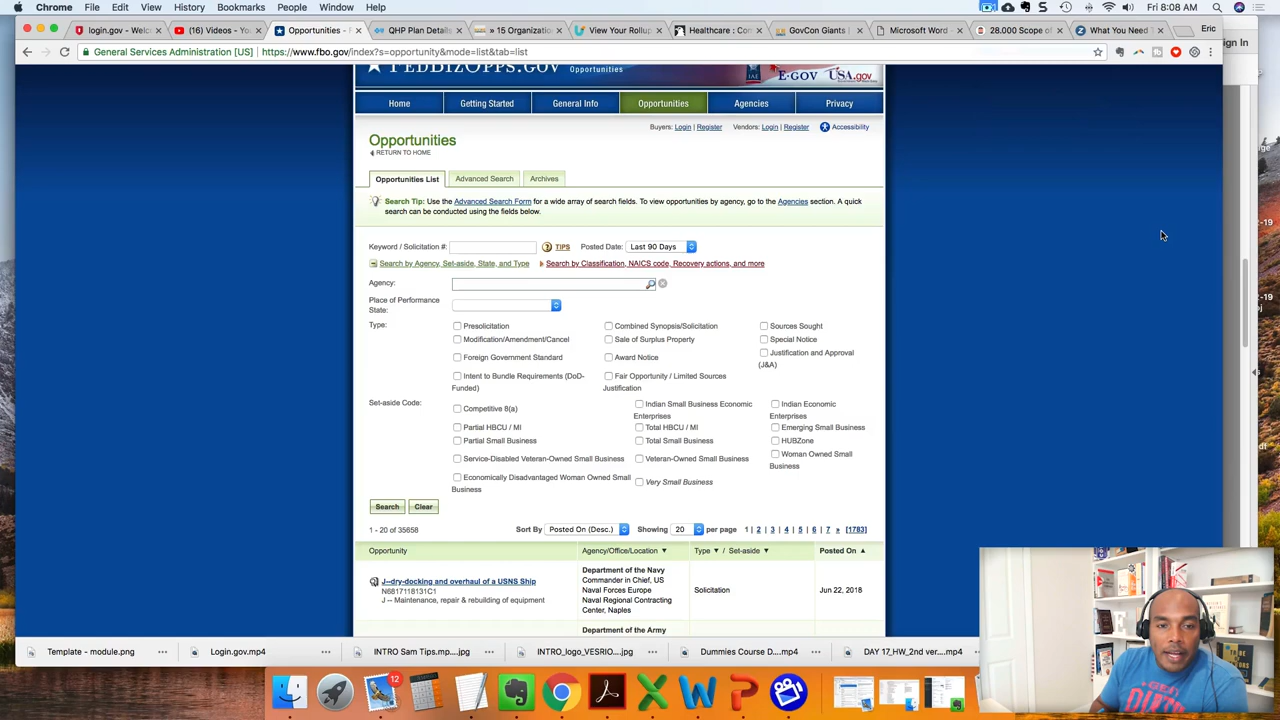 Chrome File Edit View History Bookmarks People Window Help
Fri 8:08 AM
login.gov - Welc
(16) Videos - Yo
Opportunities - F
QHP Plan Details
» 15 Organization
View Your Rollup
Healthcare : Com
GovCon Giants |
Microsoft Word
28.000 Scope of
What You Need T
Eric
General Services Administration [US] | https://www.fbo.gov/index?s=opportunity&mode=list&tab=list
Sign In
FEDBIZOPPS.GOV Opportunities
E-GOV USA.gov
Home Getting Started General Info Opportunities Agencies Privacy
Buyers: Login | Register Vendors: Login | Register Accessibility
Opportunities
RETURN TO HOME
Opportunities List Advanced Search Archives
Search Tip: Use the Advanced Search Form for a wide array of search fields. To view opportunities by agency, go to the Agencies section. A quick
search can be conducted using the fields below.
Keyword / Solicitation #: TIPS Posted Date: Last 90 Days
Search by Agency, Set-aside, State, and Type Search by Classification, NAICS code, Recovery actions, and more
Agency:
Place of Performance
State:
Type: Presolicitation Combined Synopsis/Solicitation Sources Sought
Modification/Amendment/Cancel Sale of Surplus Property Special Notice
Foreign Government Standard Award Notice Justification and Approval
(J&A)
Intent to Bundle Requirements (DoD-
Funded)
Fair Opportunity / Limited Sources
Justification
Set-aside Code: Competitive 8(a)
Indian Small Business Economic
Enterprises
Indian Economic
Enterprises
Partial HBCU / MI Total HBCU / MI Emerging Small Business
Partial Small Business Total Small Business HUBZone
Service-Disabled Veteran-Owned Small Business Veteran-Owned Small Business Woman Owned Small
Business
Economically Disadvantaged Woman Owned Small
Business
Very Small Business
Search Clear
1 - 20 of 35658 Sort By Posted On (Desc.) Showing 20 per page 1 | 2 | 3 | 4 | 5 | 6 | 7 » [1783]
Opportunity Agency/Office/Location Type / Set-aside Posted On
J--dry-docking and overhaul of a USNS Ship
N6817118131C1
J -- Maintenance, repair & rebuilding of equipment
Department of the Navy
Commander in Chief, US
Naval Forces Europe
Naval Regional Contracting
Center, Naples
Solicitation
Jun 22, 2018
Department of the Army
Template - module.png
Login.gov.mp4
INTRO Sam Tips.mp....jpg
INTRO_logo_VESRIO....jpg
Dummies Course D....mp4
DAY 17_HW_2nd ver....mp4
12